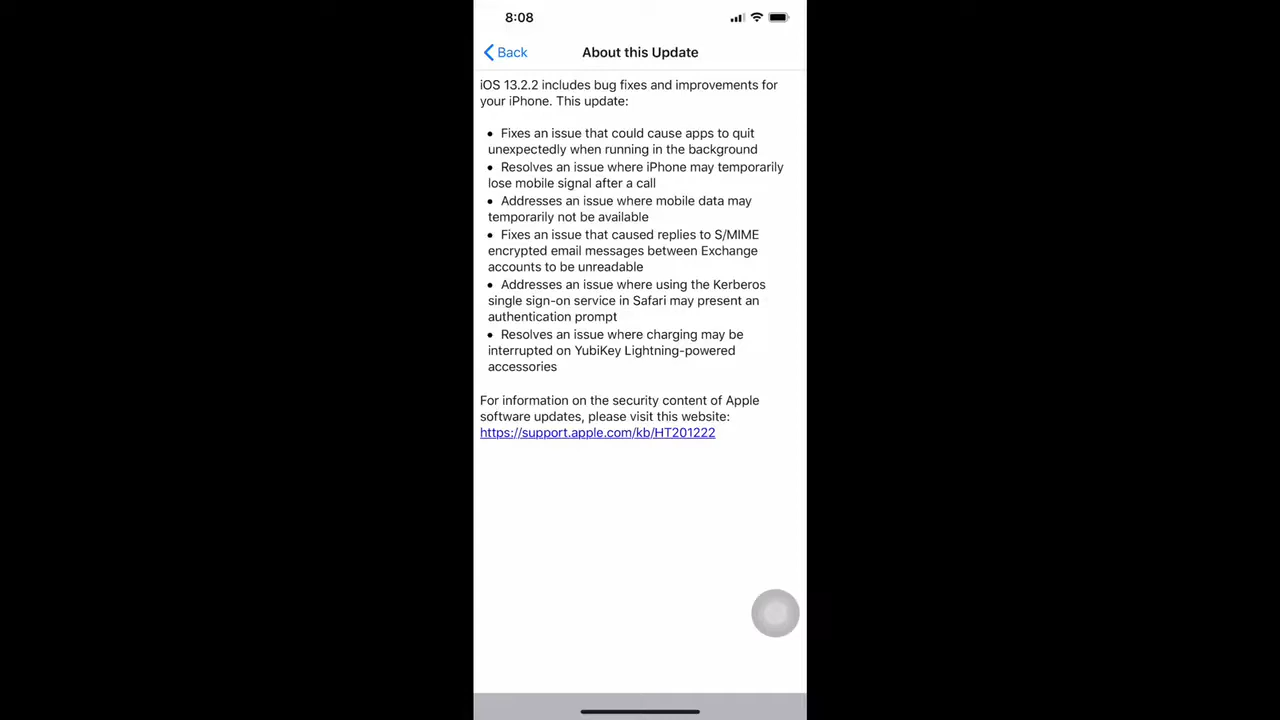 8:08
Back
About this Update
iOS 13.2.2 includes bug fixes and improvements for
your iPhone. This update:
• Fixes an issue that could cause apps to quit
unexpectedly when running in the background
• Resolves an issue where iPhone may temporarily
lose mobile signal after a call
• Addresses an issue where mobile data may
temporarily not be available
• Fixes an issue that caused replies to S/MIME
encrypted email messages between Exchange
accounts to be unreadable
• Addresses an issue where using the Kerberos
single sign-on service in Safari may present an
authentication prompt
• Resolves an issue where charging may be
interrupted on YubiKey Lightning-powered
accessories
For information on the security content of Apple
software updates, please visit this website:
https://support.apple.com/kb/HT201222